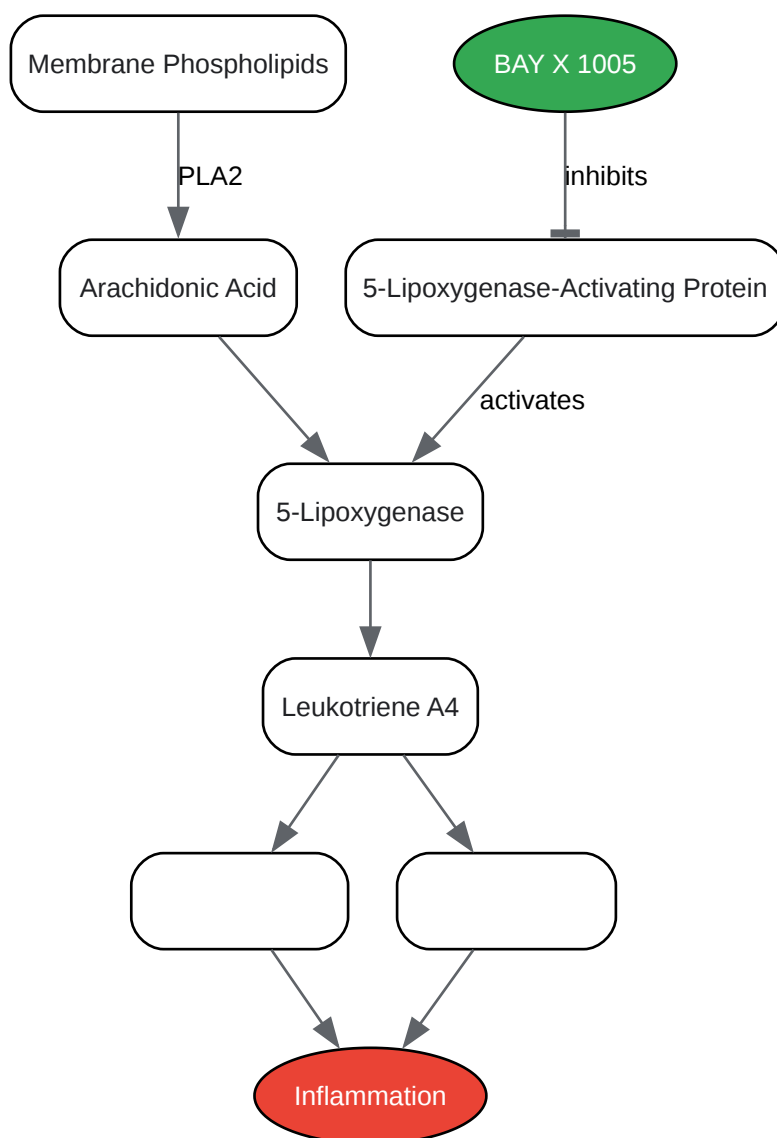 Membrane Phospholipids
BAY X 1005
PLA2
inhibits
Arachidonic Acid
5-Lipoxygenase-Activating Protein
activates
5-Lipoxygenase
Leukotriene A4
Inflammation